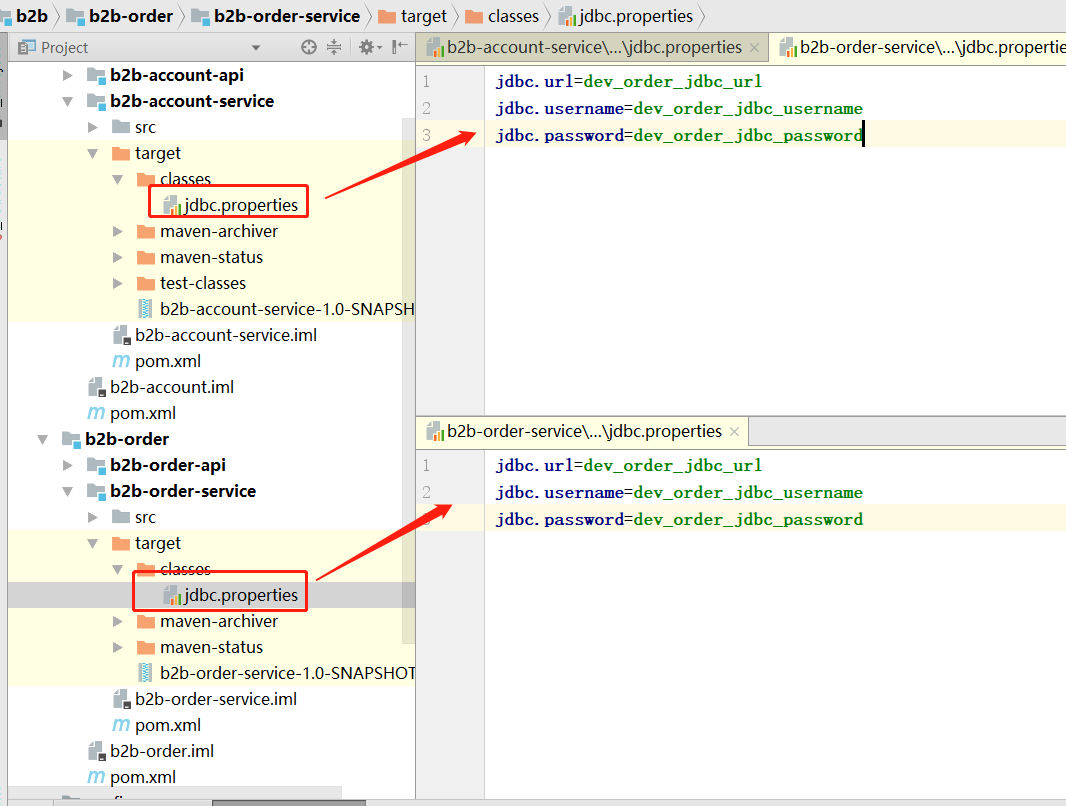 b2b b2b-order b2b-order-service target classes jdbc.properties
Project
b2b-account-api
b2b-account-service
src
target
classes
jdbc.properties
maven-archiver
maven-status
test-classes
b2b-account-service-1.0-SNAPSH
b2b-account-service.iml
pom.xml
b2b-account.iml
pom.xml
b2b-order
b2b-order-api
b2b-order-service
src
target
classes
jdbc.properties
maven-archiver
maven-status
b2b-order-service-1.0-SNAPSHOT
b2b-order-service.iml
pom.xml
b2b-order.iml
pom.xml
b2b-account-service\...\jdbc.properties b2b-order-service\...\jdbc.propertie
1 jdbc.url=dev_order_jdbc_url
2 jdbc.username=dev_order_jdbc_username
3 jdbc.password=dev_order_jdbc_password
b2b-order-service\...\jdbc.properties
1 jdbc.url=dev_order_jdbc_url
2 jdbc.username=dev_order_jdbc_username
jdbc.password=dev_order_jdbc_password